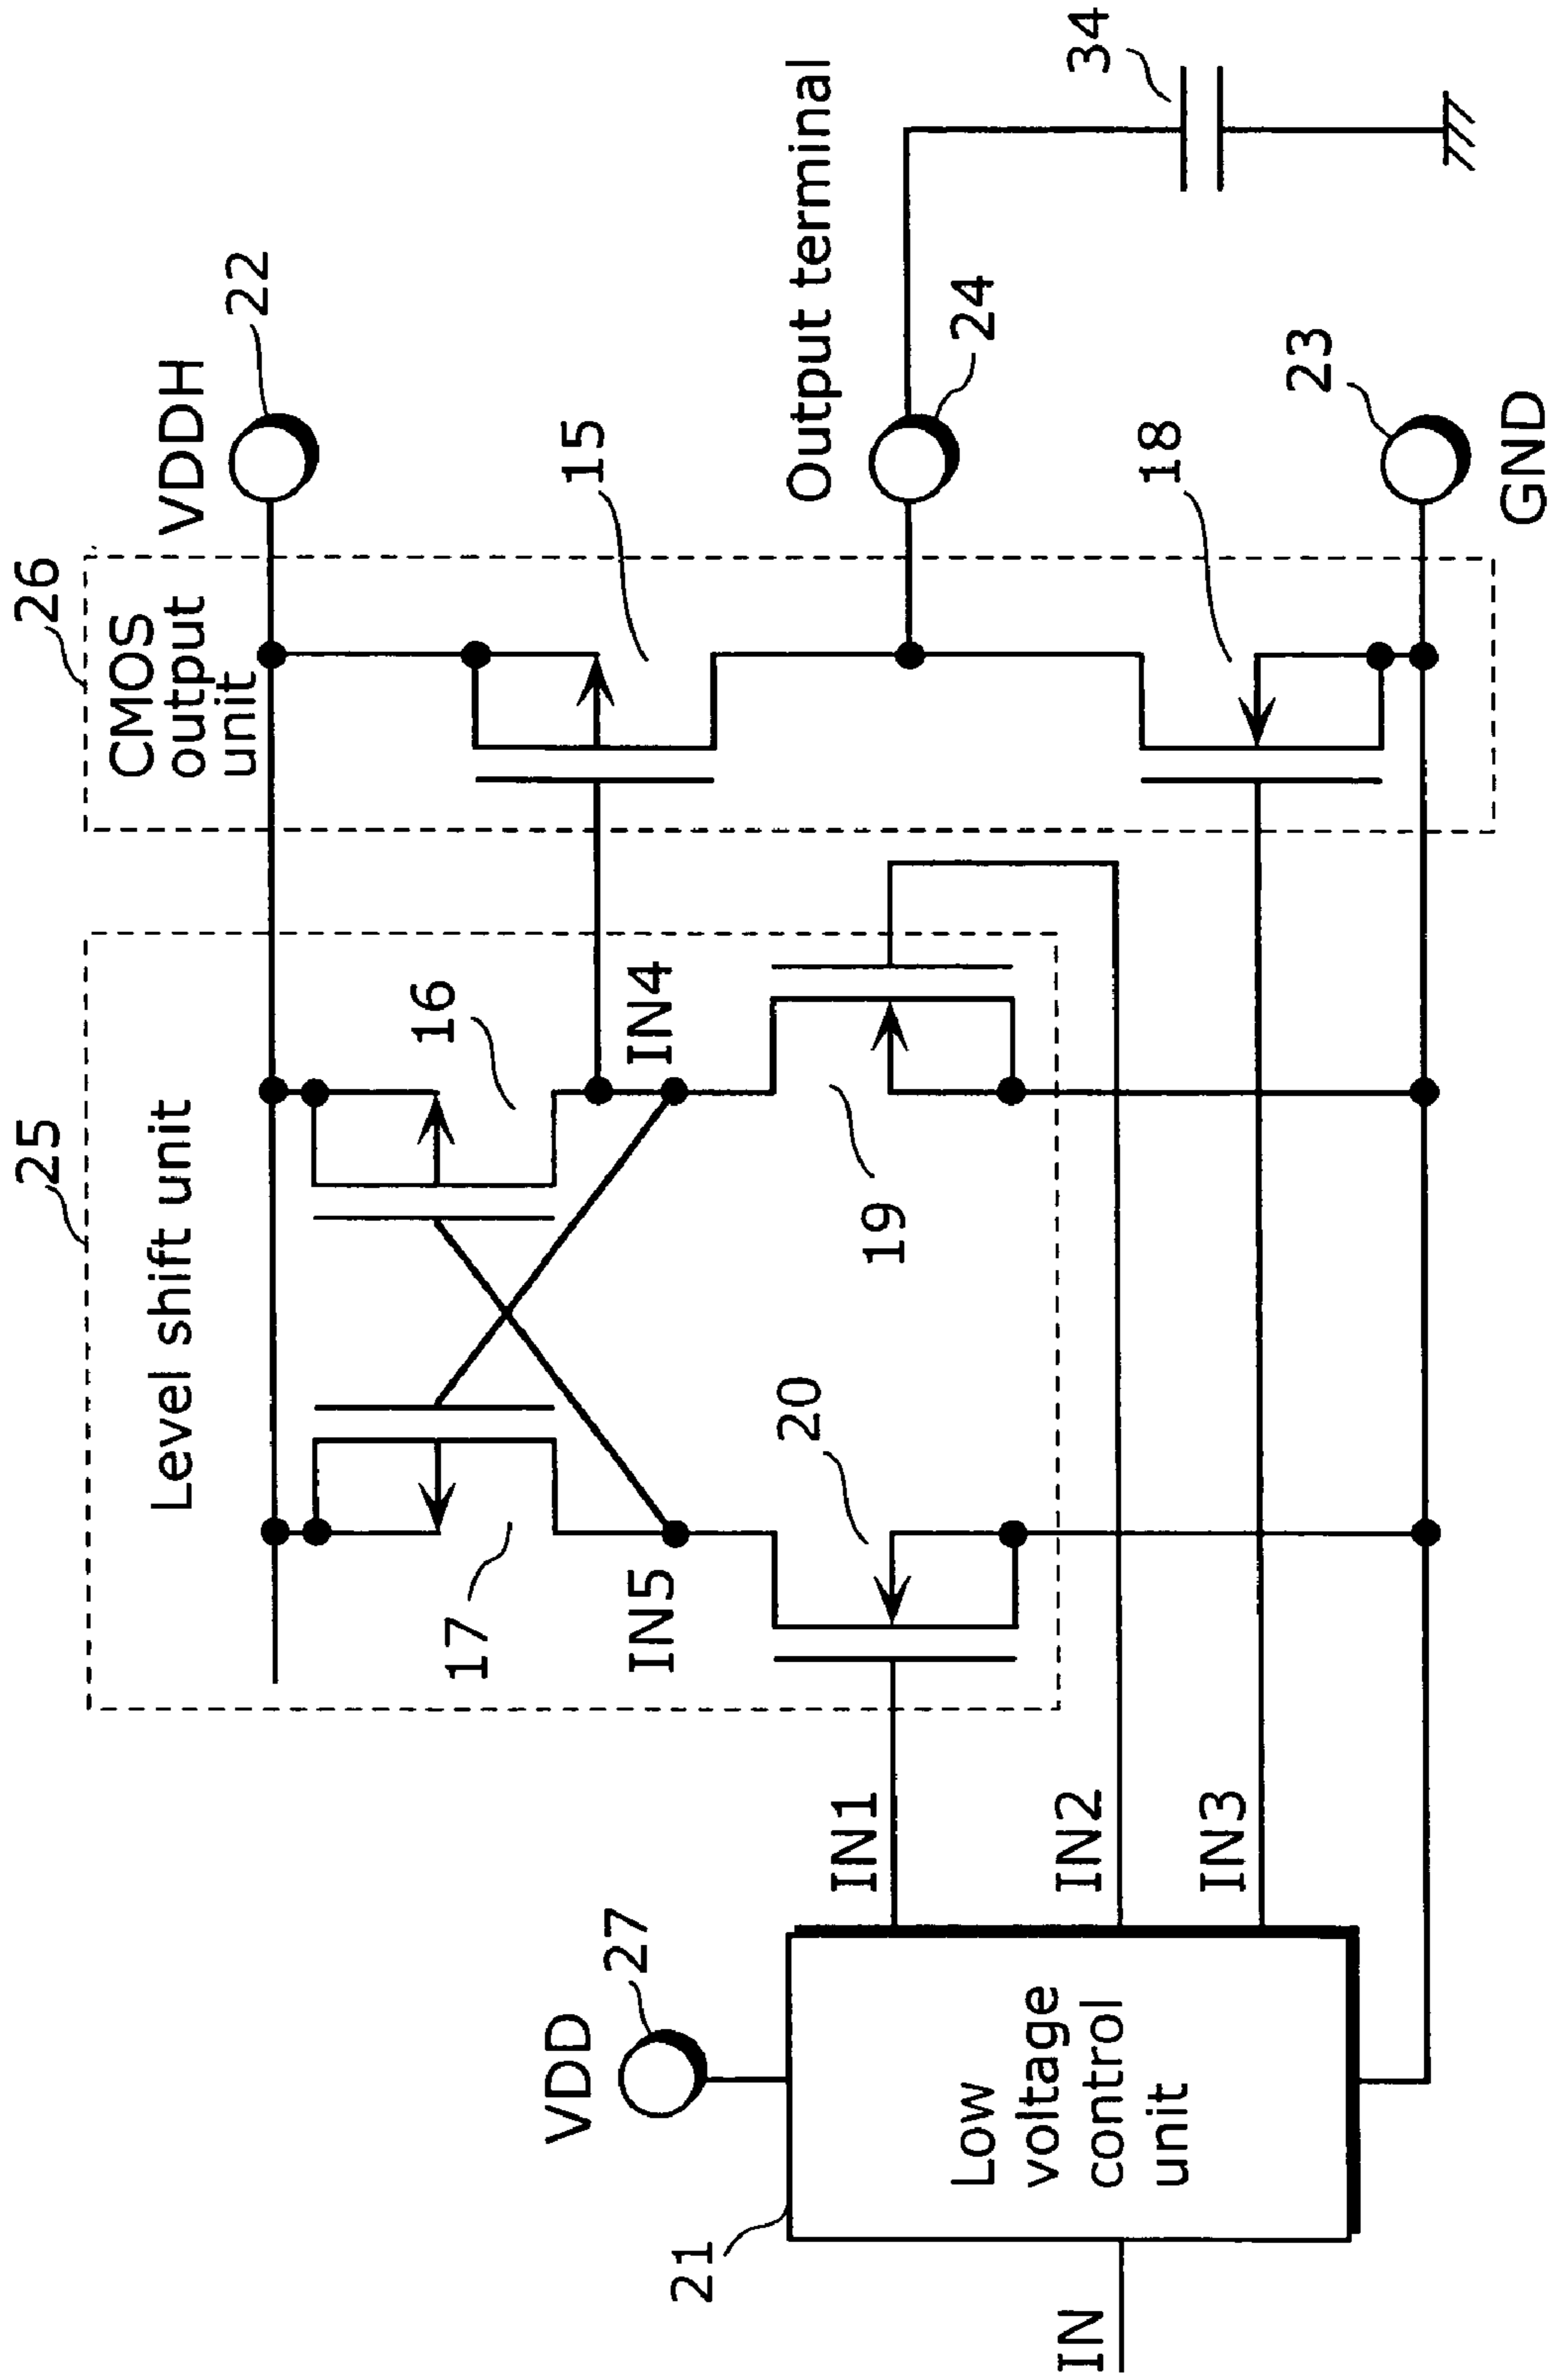 25
26
Level shift unit
CMOS
output
unit
VDDH
22
17
16
15
IN5
IN4
VDD
27
20
19
Output terminal
24
34
21
Low
voltage
control
unit
IN
IN1
IN2
IN3
18
23
GND